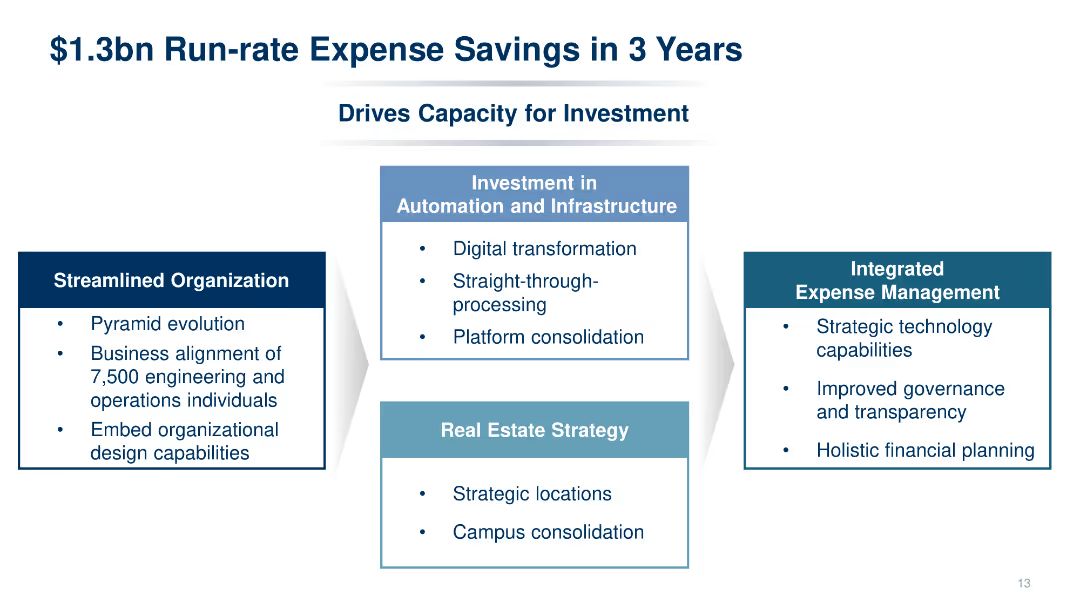 $1.3bn Run-rate Expense Savings in 3 Years
Drives Capacity for Investment
Streamlined Organization
• Pyramid evolution
• Business alignment of
7,500 engineering and
operations individuals
• Embed organizational
design capabilities
Investment in
Automation and Infrastructure
• Digital transformation
• Straight-through-
processing
• Platform consolidation
Real Estate Strategy
• Strategic locations
• Campus consolidation
Integrated
Expense Management
• Strategic technology
capabilities
• Improved governance
and transparency
• Holistic financial planning
13